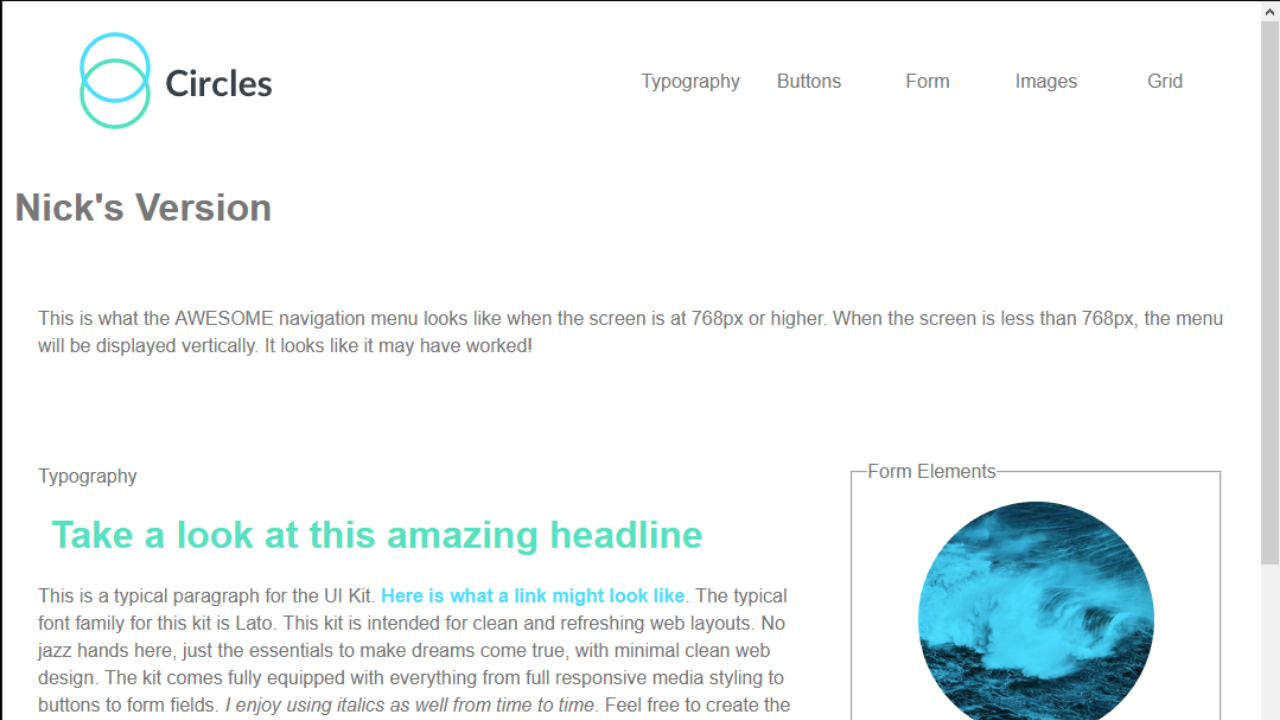 Circles
Typography Buttons Form Images Grid
Nick's Version
This is what the AWESOME navigation menu looks like when the screen is at 768px or higher. When the screen is less than 768px, the menu
will be displayed vertically. It looks like it may have worked!
Typography
Take a look at this amazing headline
This is a typical paragraph for the UI Kit. Here is what a link might look like. The typical
font family for this kit is Lato. This kit is intended for clean and refreshing web layouts. No
jazz hands here, just the essentials to make dreams come true, with minimal clean web
design. The kit comes fully equipped with everything from full responsive media styling to
buttons to form fields. I enjoy using italics as well from time to time. Feel free to create the
Form Elements